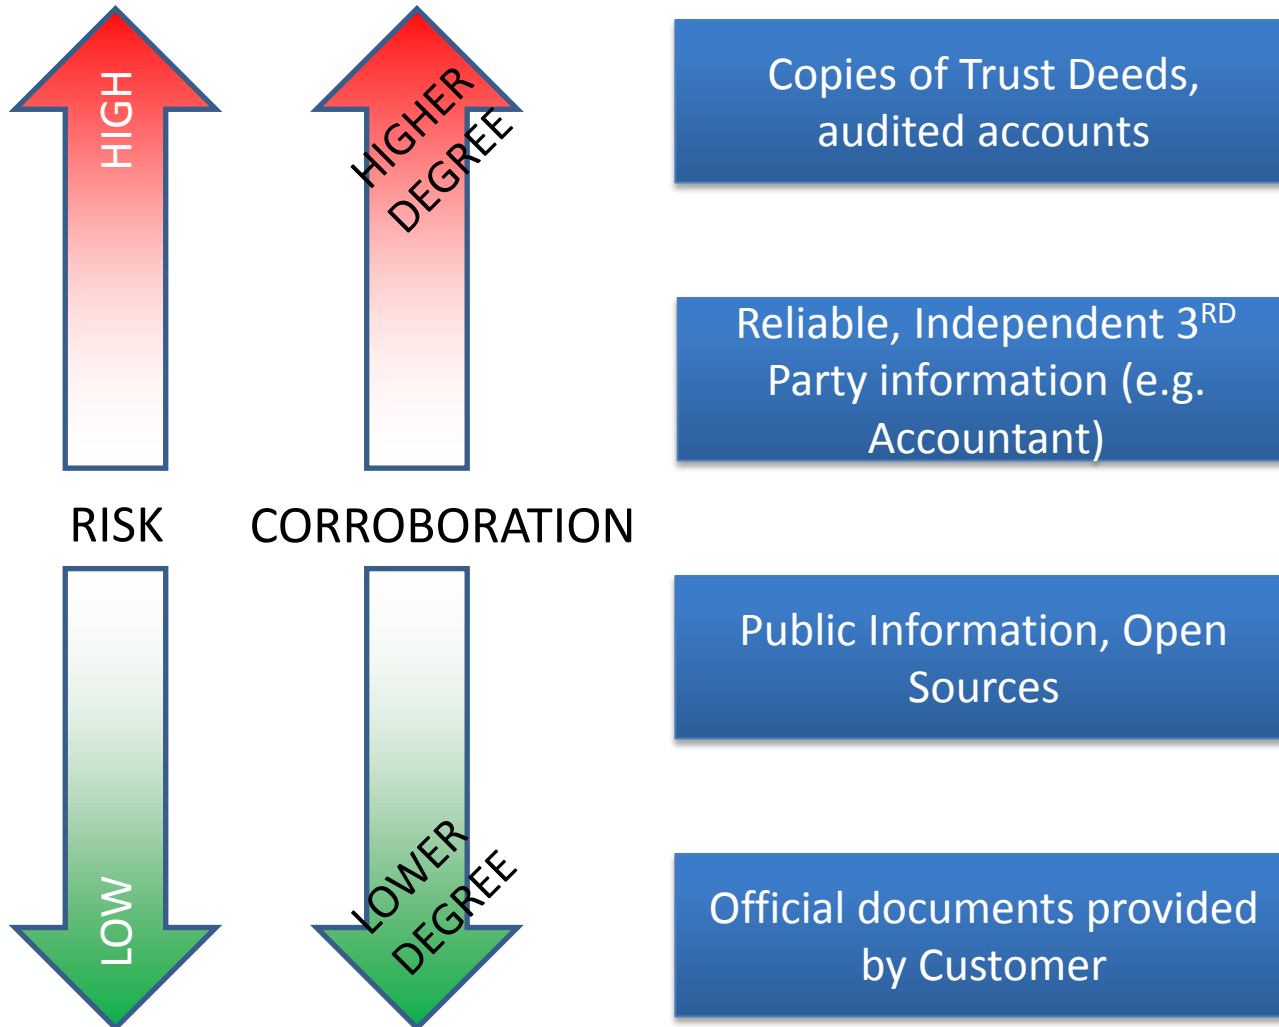 HIGH
HIGHER
DEGREE
Copies of Trust Deeds,
audited accounts
Reliable, Independent 3RD
Party information (e.g.
Accountant)
RISK
CORROBORATION
Public Information, Open
Sources
LOW
LOWER
DEGREE
Official documents provided
by Customer